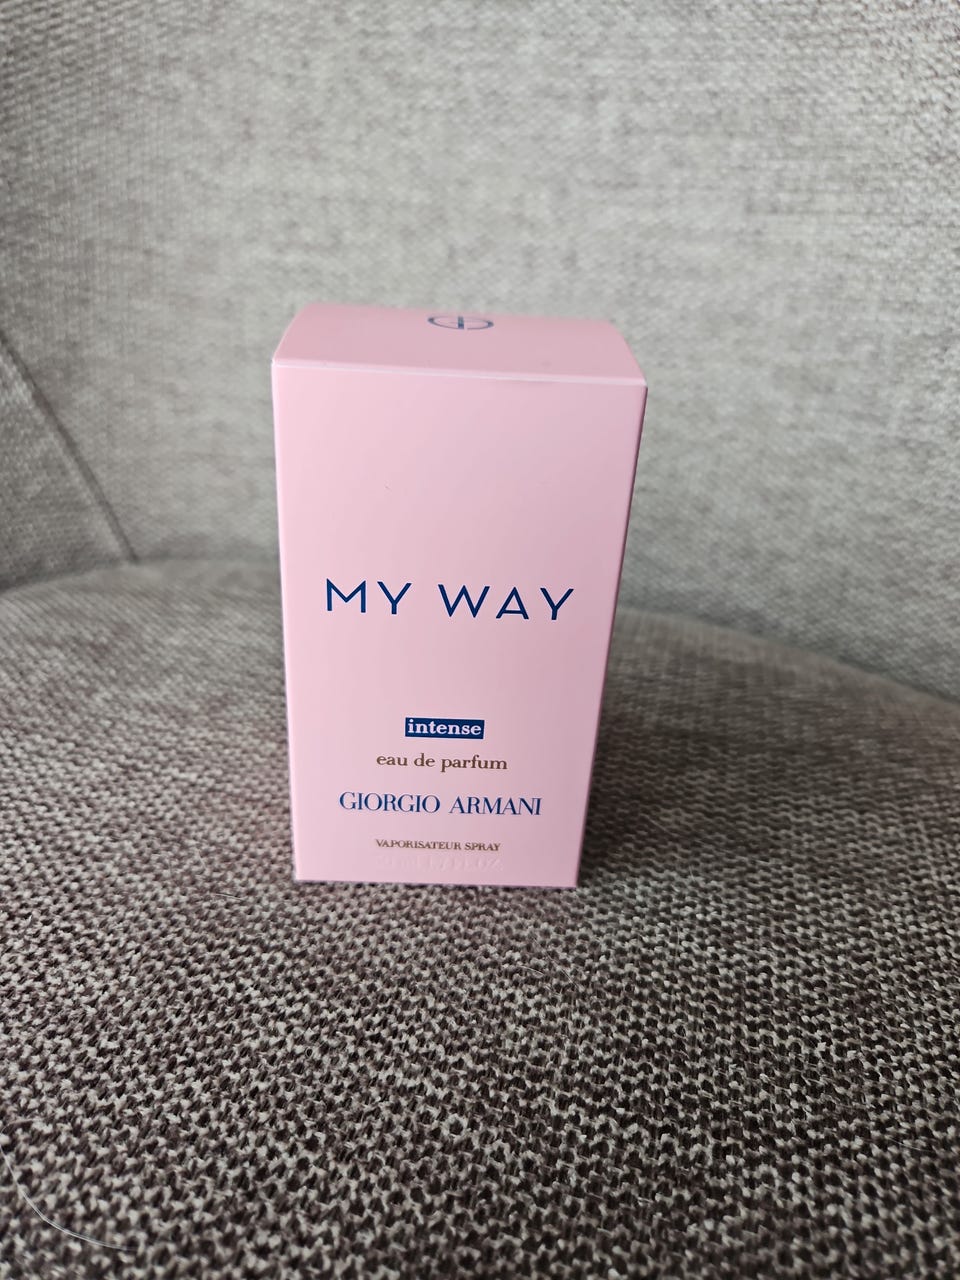 MY WAY
intense
eau de parfum
GIORGIO ARMANI
VAPORISATEUR SPRAY